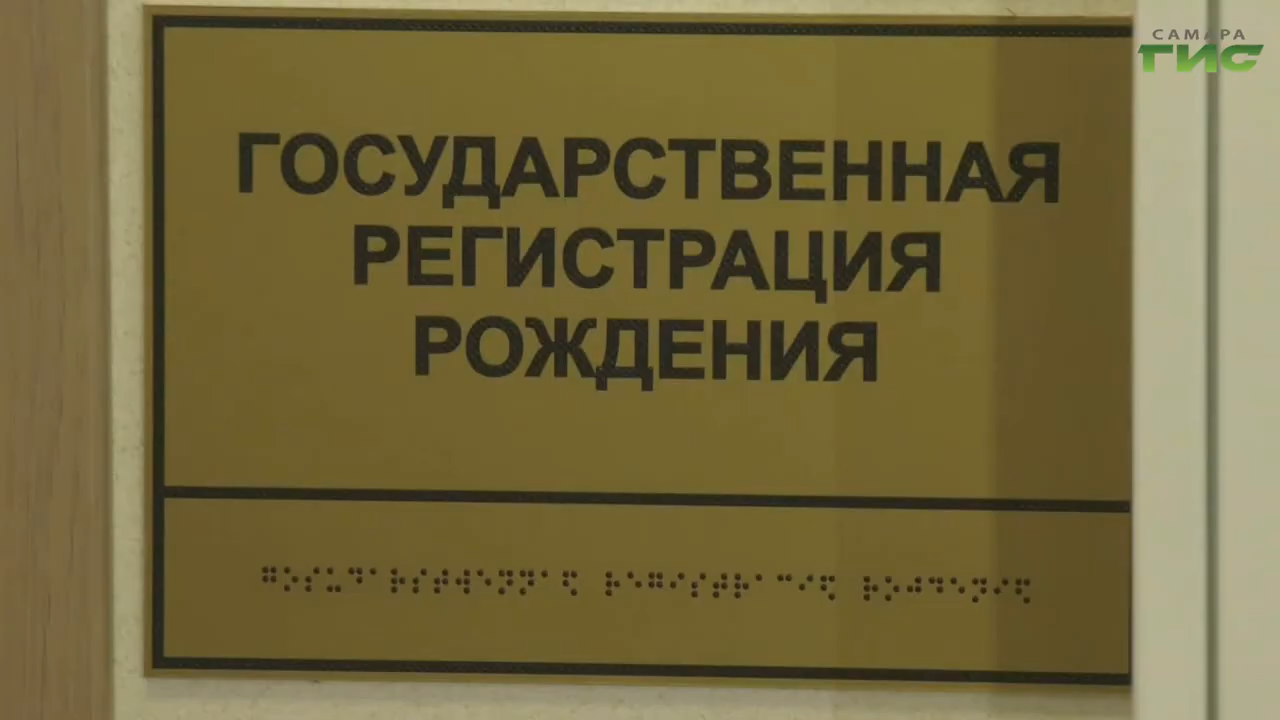 САМАРА
ГИС
ГОСУДАРСТВЕННАЯ
РЕГИСТРАЦИЯ
РОЖДЕНИЯ